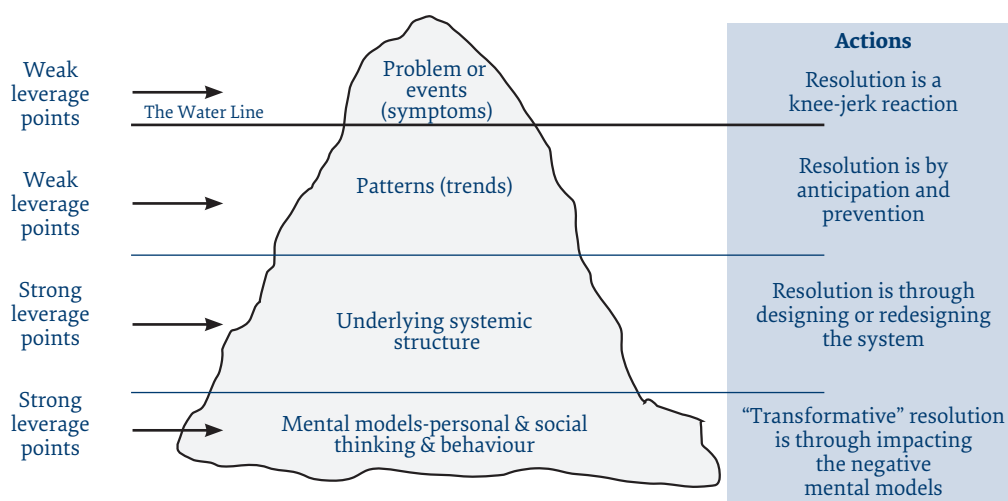 Actions
Weak
leverage
points
The Water Line
Problem or
events
(symptoms)
Resolution is a
knee-jerk reaction
Weak
leverage
points
Patterns (trends)
Resolution is by
anticipation and
prevention
Strong
leverage
points
Underlying systemic
structure
Resolution is through
designing or redesigning
the system
Strong
leverage
points
Mental models-personal & social
thinking & behaviour
“Transformative” resolution
is through impacting
the negative
mental models